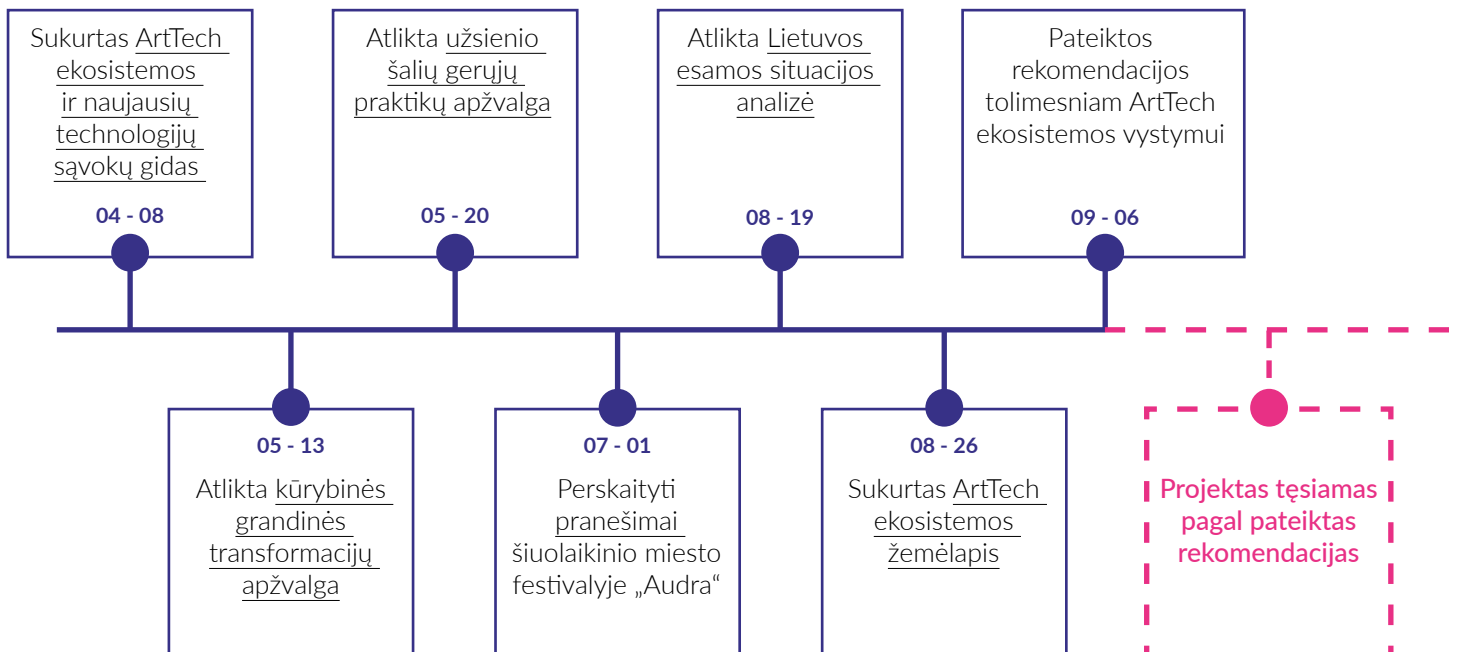 Sukurtas ArtTech
ekosistemos
ir naujausių
technologijų
sąvokų gidas
04 - 08
Atlikta užsienio
šalių gerųjų
praktikų apžvalga
05 - 20
Atlikta Lietuvos
esamos situacijos
analizė
08 - 19
Pateiktos
rekomendacijos
tolimesniam ArtTech
ekosistemos vystymui
09 - 06
05 - 13
Atlikta kūrybinės
grandinės
transformacijų
apžvalga
07 - 01
Perskaityti
pranešimai
šiuolaikinio miesto
festivalyje „Audra“
08 - 26
Sukurtas ArtTech
ekosistemos
žemėlapis
Projektas tęsiamas
pagal pateiktas
rekomendacijas